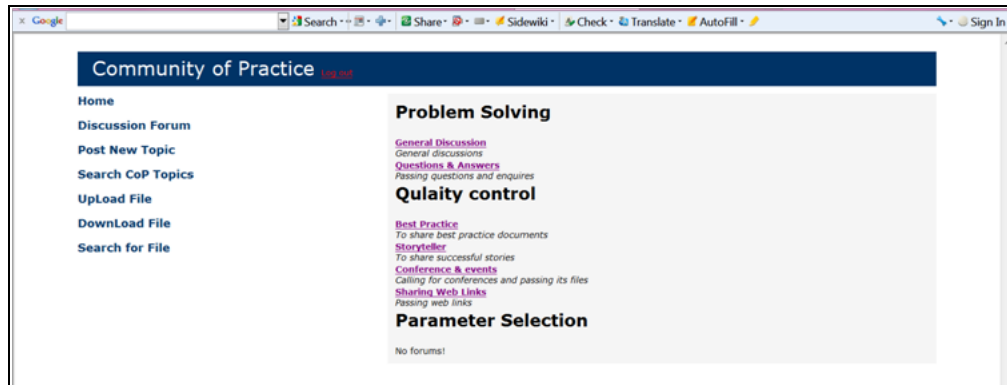 Google Search Share Sidewiki Check Translate AutoFill Sign In
Community of Practice Log out
Home
Discussion Forum
Post New Topic
Search CoP Topics
UpLoad File
DownLoad File
Search for File
Problem Solving
General Discussion
General discussions
Questions & Answers
Passing questions and enquires
Qulaity control
Best Practice
To share best practice documents
Storyteller
To share successful stories
Conference & events
Calling for conferences and passing its files
Sharing Web Links
Passing web links
Parameter Selection
No forums!